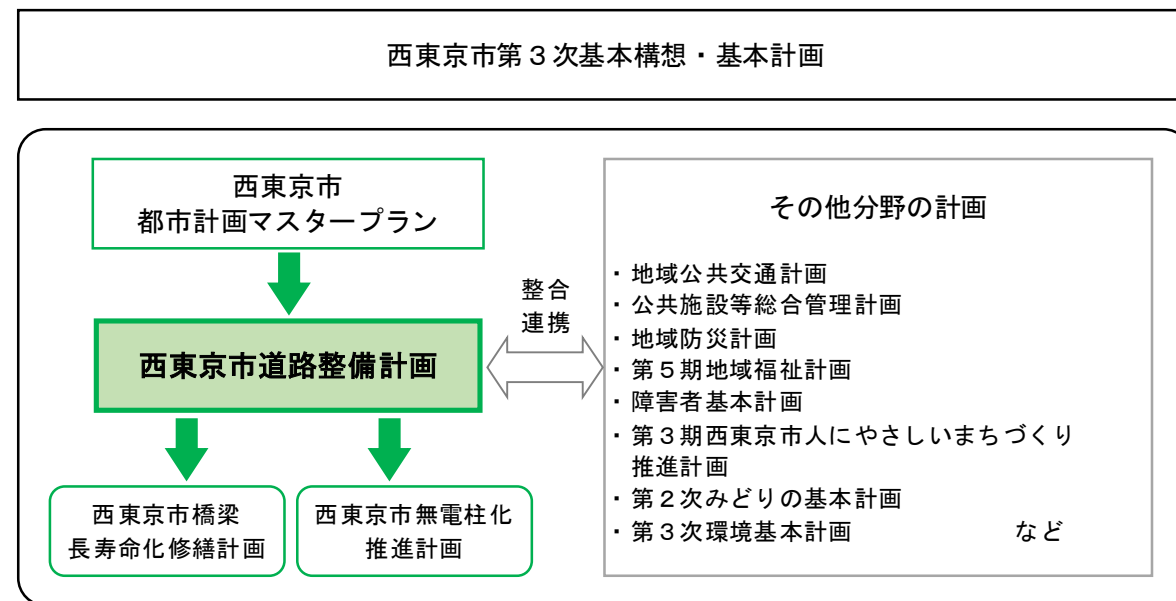 西東京市第３次基本構想・基本計画
西東京市
都市計画マスタープラン
西東京市道路整備計画
西東京市橋梁
長寿命化修繕計画
西東京市無電柱化
推進計画
整合
連携
その他分野の計画
・地域公共交通計画
・公共施設等総合管理計画
・地域防災計画
・第５期地域福祉計画
・障害者基本計画
・第３期西東京市人にやさしいまちづくり
推進計画
・第２次みどりの基本計画
・第３次環境基本計画　　　　　　　など